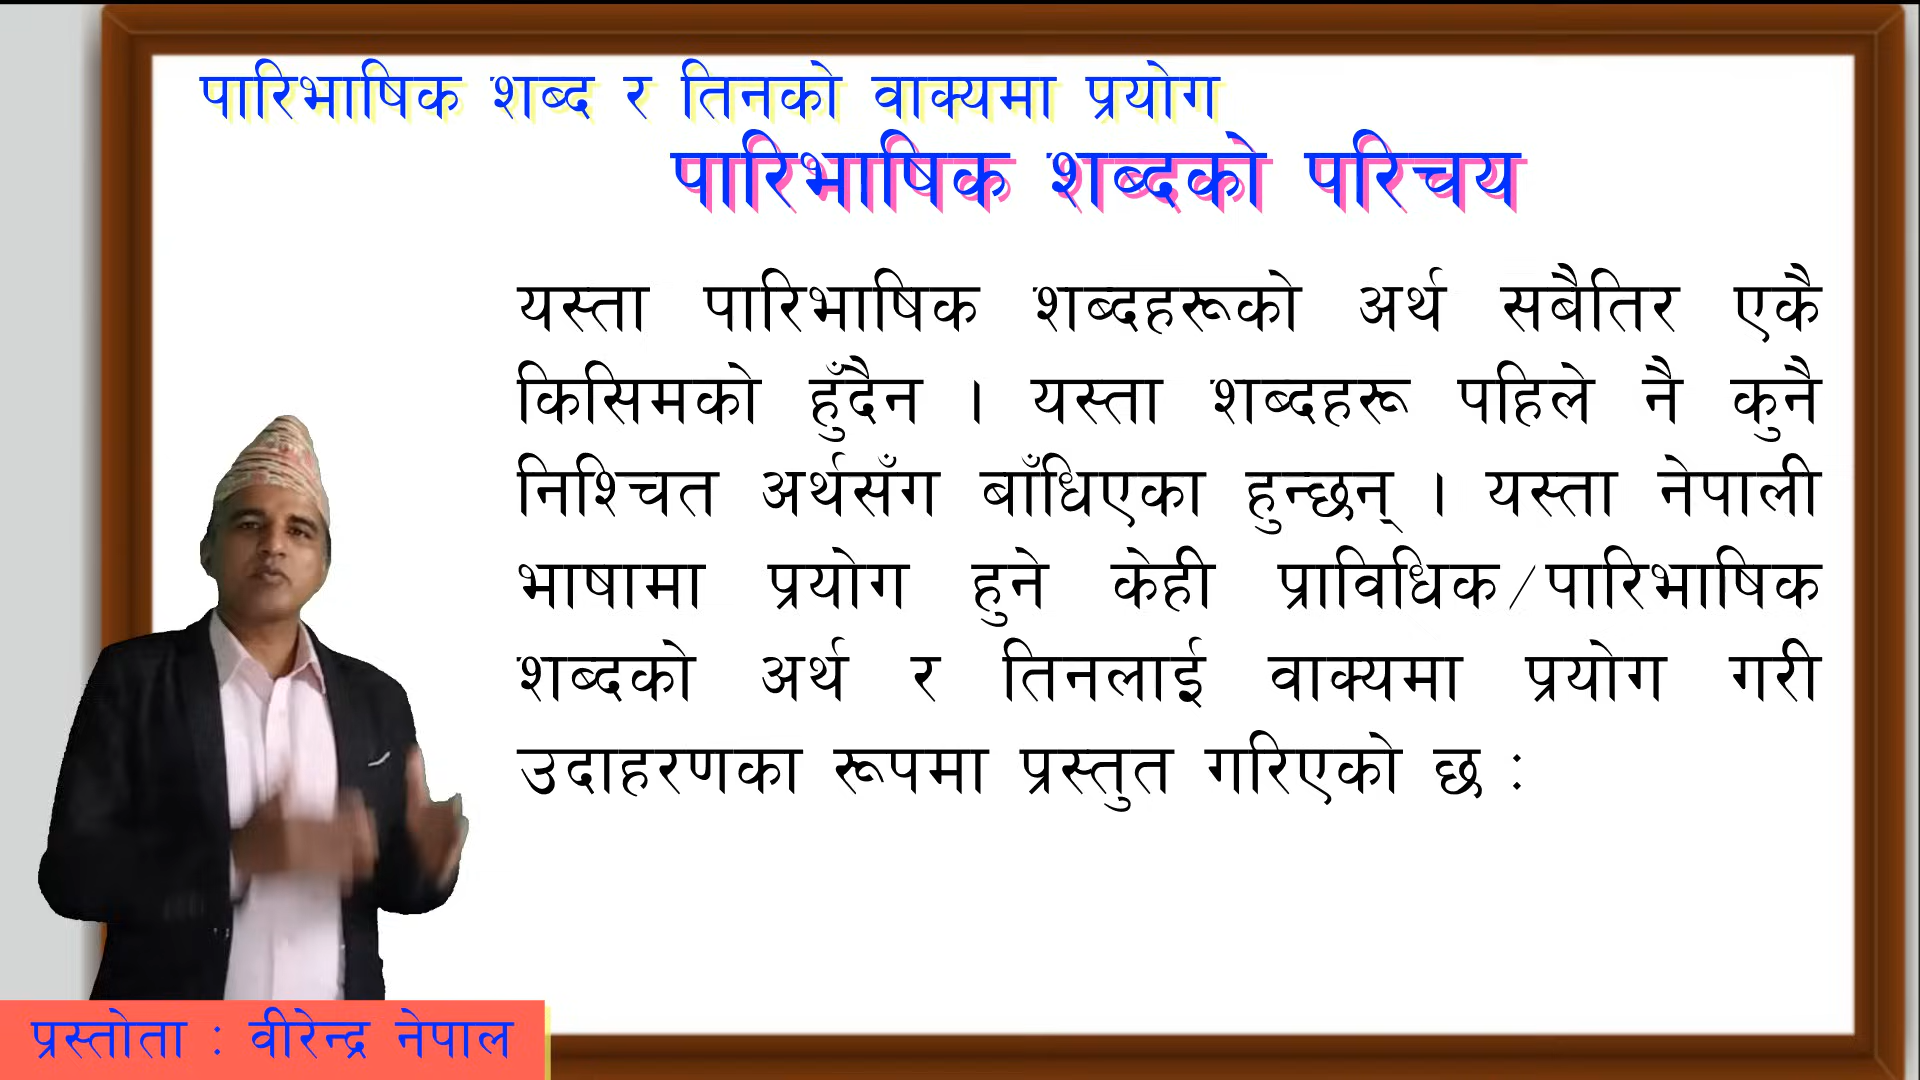 पारिभाषिक शब्द र तिनको वाक्यमा प्रयोग
पारिभाषिक शब्दको परिचय
यस्ता पारिभाषिक शब्दहरूको अर्थ सबैतिर एकै
किसिमको हुँदैन । यस्ता शब्दहरू पहिले नै कुनै
निश्चित अर्थसँग बाँधिएका हुन्छन् । यस्ता नेपाली
भाषामा प्रयोग हुने केही प्राविधिक/पारिभाषिक
शब्दको अर्थ र तिनलाई वाक्यमा प्रयोग गरी
उदाहरणका रूपमा प्रस्तुत गरिएको छ :
प्रस्तोता : वीरेन्द्र नेपाल